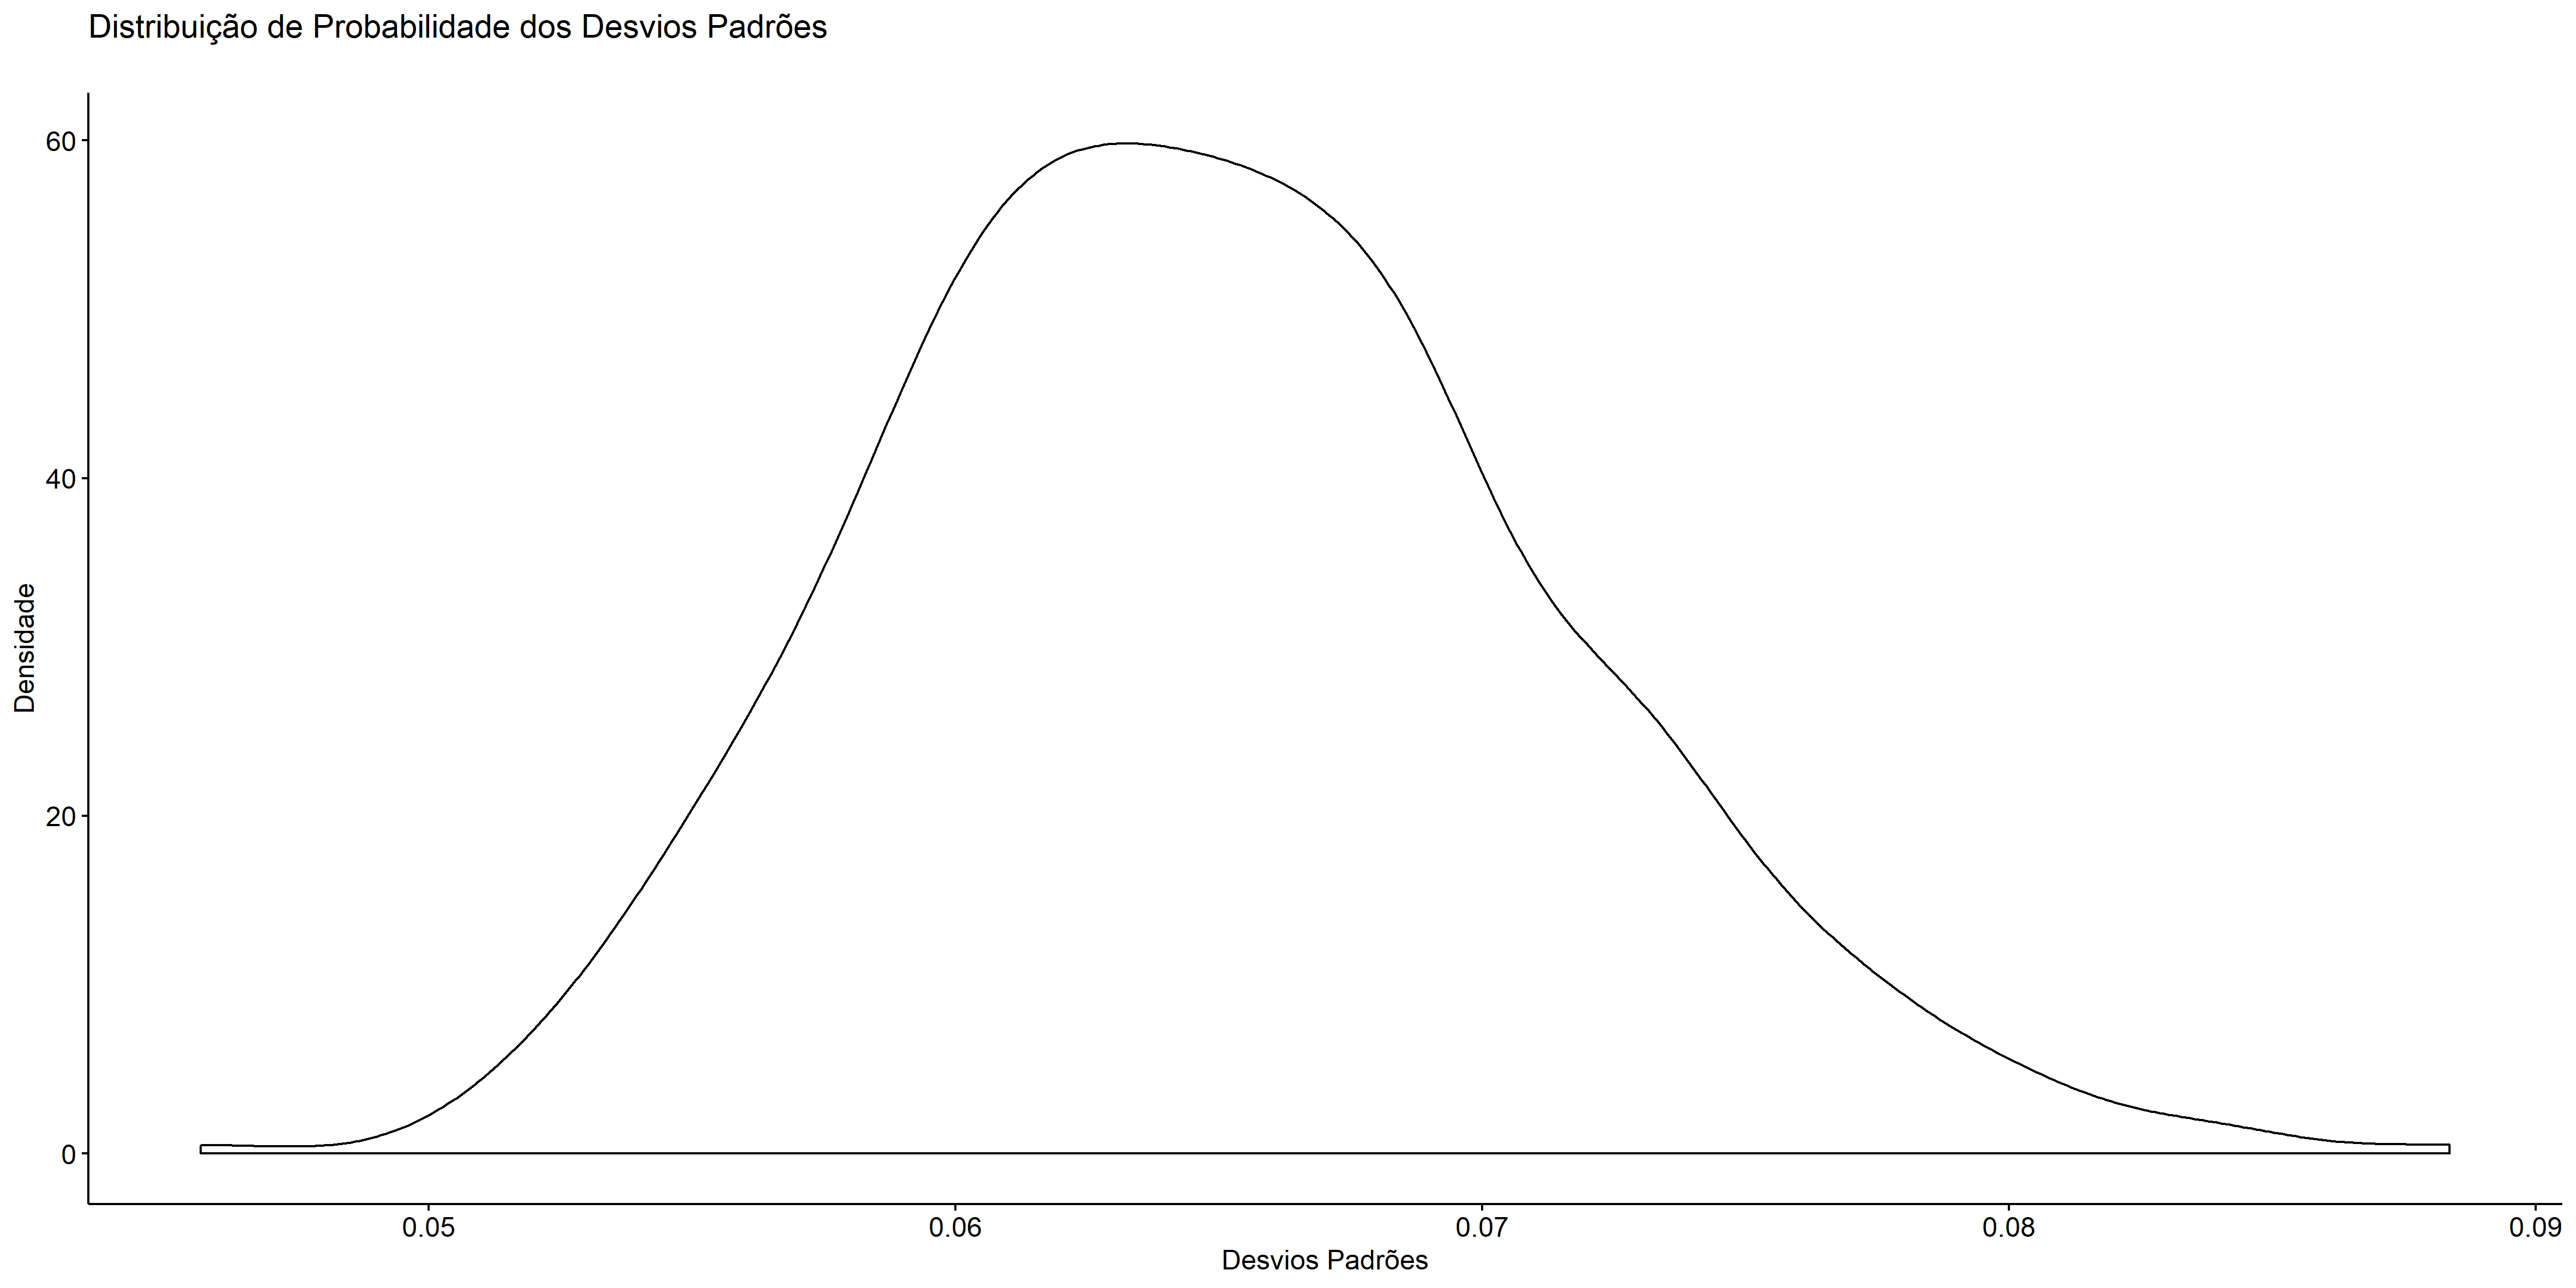 Distribuição de Probabilidade dos Desvios Padrões
60
40
20
0
Densidade
0.05 0.06 0.07 0.08 0.09
Desvios Padrões